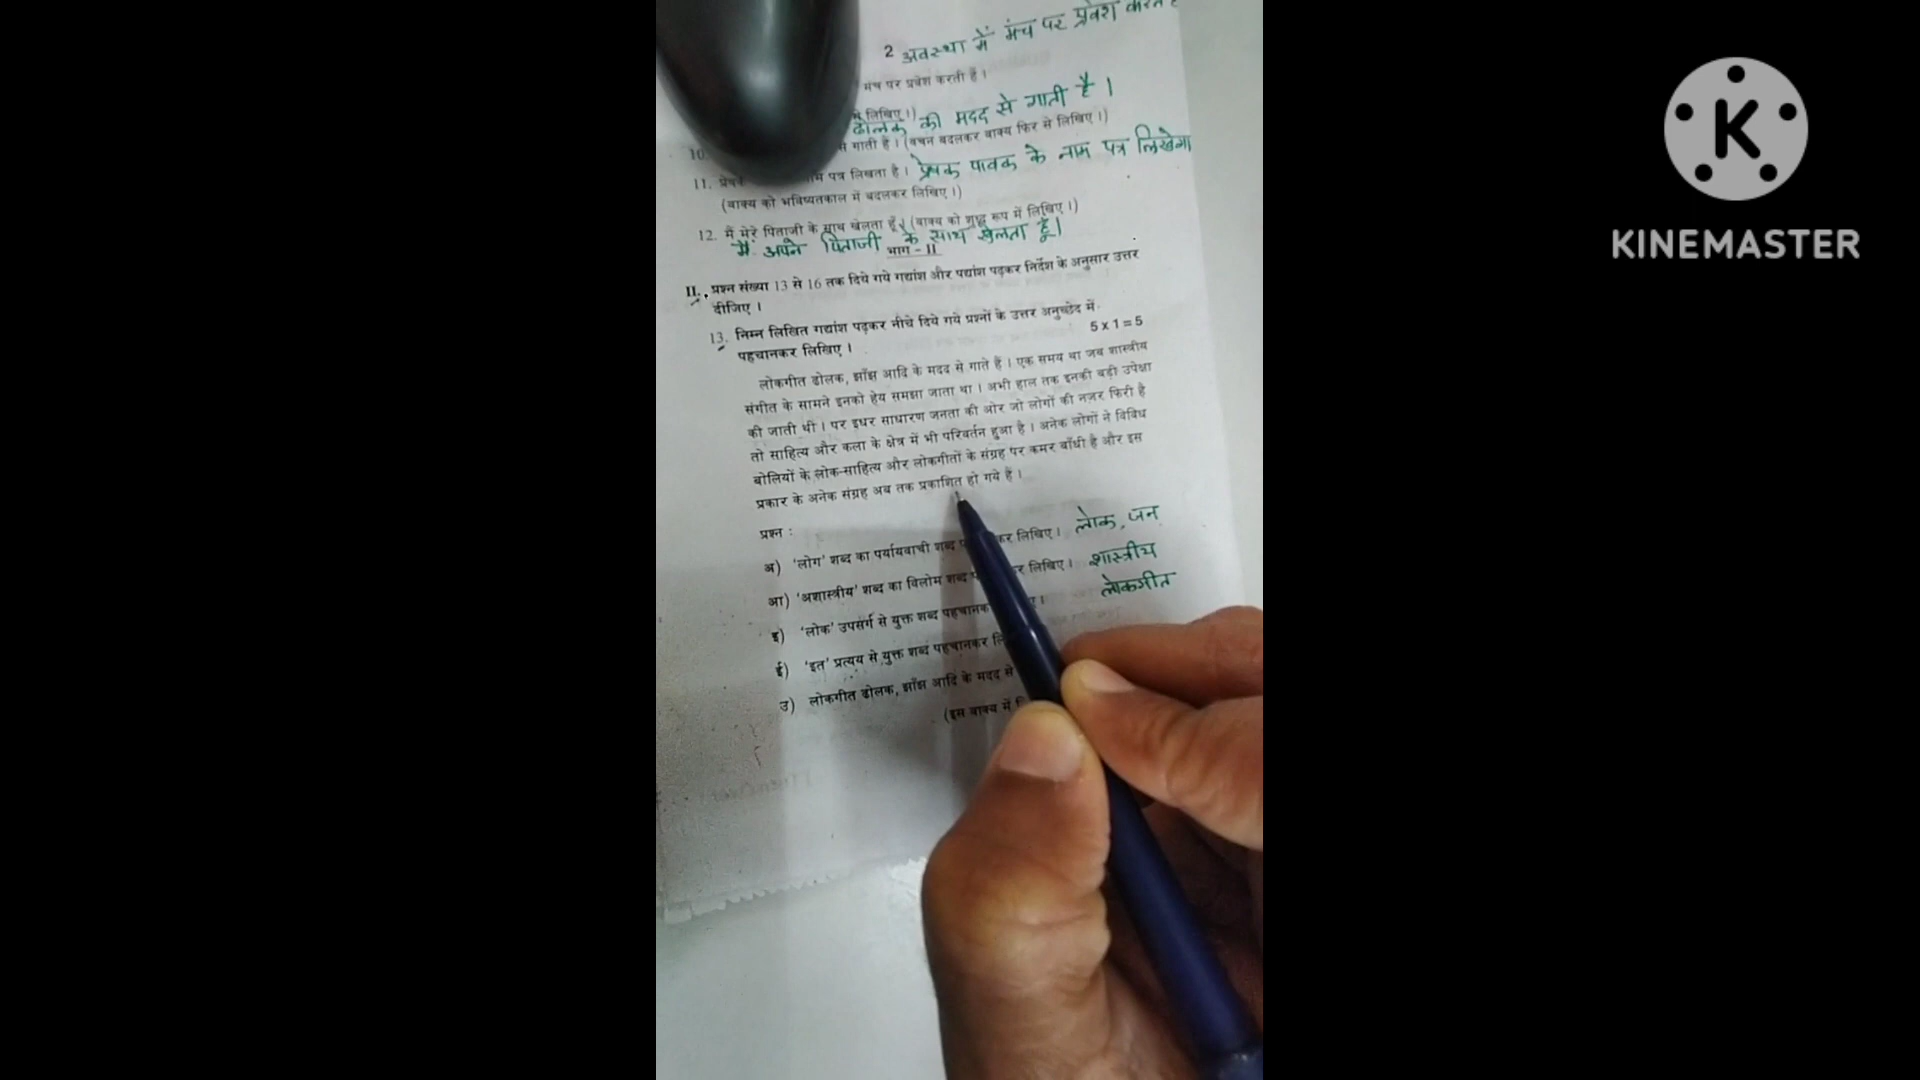 अवस्था में मंच पर प्रवेश करते
2
मंच पर प्रवेश करती है ।
लिखिए ।)
ढोलक की मदद से गाती है ।
10. से गाती है । (वचन बदलकर वाक्य फिर से लिखिए ।)
11. पत्र लिखता है । प्रेषक पावक के नाम पत्र लिखेगा
(वाक्य को भविष्यतकाल में बदलकर लिखिए ।)
12. मैं मेरे पिताजी के साथ खेलता हूँ । (वाक्य को शुद्ध रूप में लिखिए ।)
मैं अपने पिताजी के साथ खेलता हूँ।
भाग - II
II. प्रश्न संख्या 13 से 16 तक दिये गये गद्यांश और पद्यांश पढ़कर निर्देश के अनुसार उत्तर
दीजिए ।
13. निम्न लिखित गद्यांश पढ़कर नीचे दिये गये प्रश्नों के उत्तर अनुच्छेद में
पहचानकर लिखिए ।
5 x 1 = 5
लोकगीत ढोलक, झाँझ आदि के मदद से गाते हैं । एक समय था जब शास्त्रीय
संगीत के सामने इनको हेय समझा जाता था । अभी हाल तक इनकी बड़ी उपेक्षा
की जाती थी । पर इधर साधारण जनता की ओर जो लोगों की नज़र फिरी है
तो साहित्य और कला के क्षेत्र में भी परिवर्तन हुआ है । अनेक लोगों ने विविध
बोलियों के लोक-साहित्य और लोकगीतों के संग्रह पर कमर बाँधी है और इस
प्रकार के अनेक संग्रह अब तक प्रकाशित हो गये हैं ।
प्रश्न :
अ) 'लोग' शब्द का पर्यायवाची शब्द कर लिखिए । लोक, जन
आ) 'अशास्त्रीय' शब्द का विलोम शब्द लिखिए । शास्त्रीय
इ) 'लोक' उपसर्ग से युक्त शब्द पहचानक लोकगीत
ई) 'इत' प्रत्यय से युक्त शब्द पहचानकर
उ) लोकगीत ढोलक, झाँझ आदि के मदद से
(इस वाक्य में
K
KINEMASTER